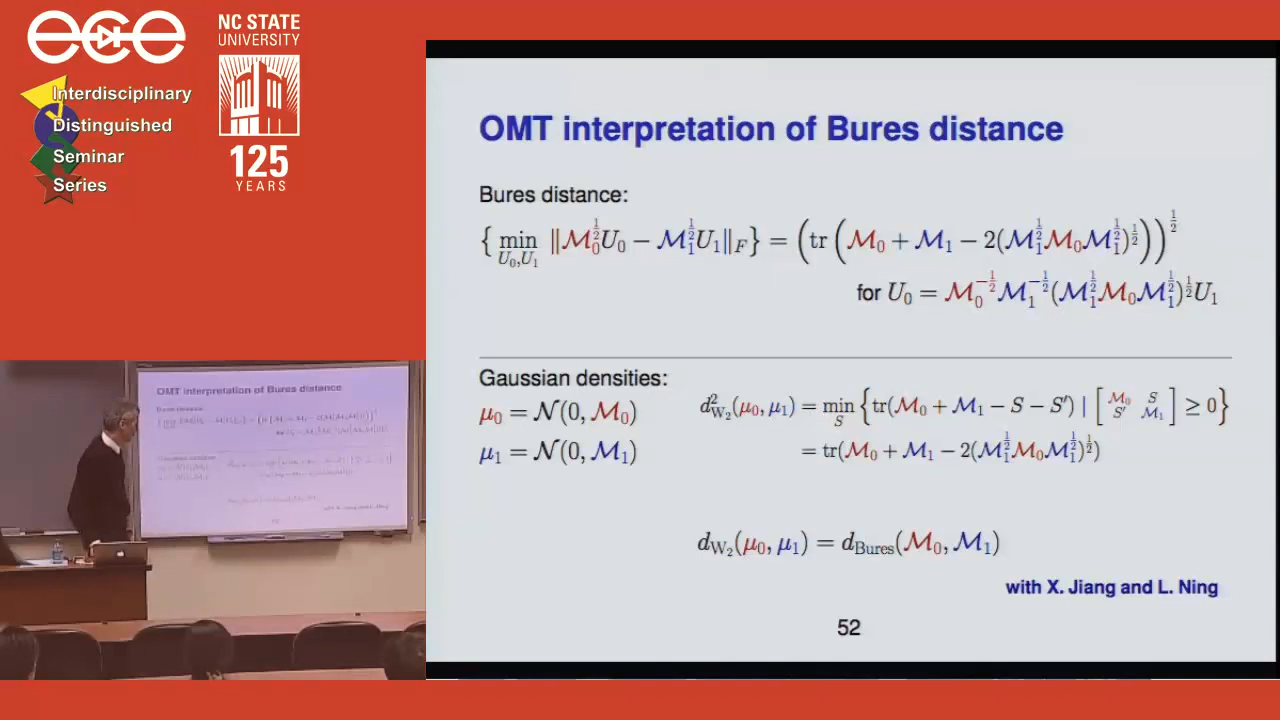 ece
NC STATE
UNIVERSITY
125
YEARS
Interdisciplinary
Distinguished
Seminar
Series
OMT interpretation of Bures distance
Bures distance:
{ min_{U_0,U_1} ‖ℳ_0^{1/2}U_0 − ℳ_1^{1/2}U_1‖_F } = (tr(ℳ_0 + ℳ_1 − 2(ℳ_1^{1/2}ℳ_0ℳ_1^{1/2})^{1/2}))^{1/2}
for U_0 = ℳ_0^{-1/2}ℳ_1^{-1/2}(ℳ_1^{1/2}ℳ_0ℳ_1^{1/2})^{1/2}U_1
Gaussian densities:
μ_0 = 𝒩(0, ℳ_0)
μ_1 = 𝒩(0, ℳ_1)
d²_{W_2}(μ_0, μ_1) = min_S { tr(ℳ_0 + ℳ_1 − S − S′) | [ ℳ_0 S S′ ℳ_1 ] ≥ 0 }
= tr(ℳ_0 + ℳ_1 − 2(ℳ_1^{1/2}ℳ_0ℳ_1^{1/2})^{1/2})
d_{W_2}(μ_0, μ_1) = d_{Bures}(ℳ_0, ℳ_1)
with X. Jiang and L. Ning
52
OMT interpretation of Bures distance